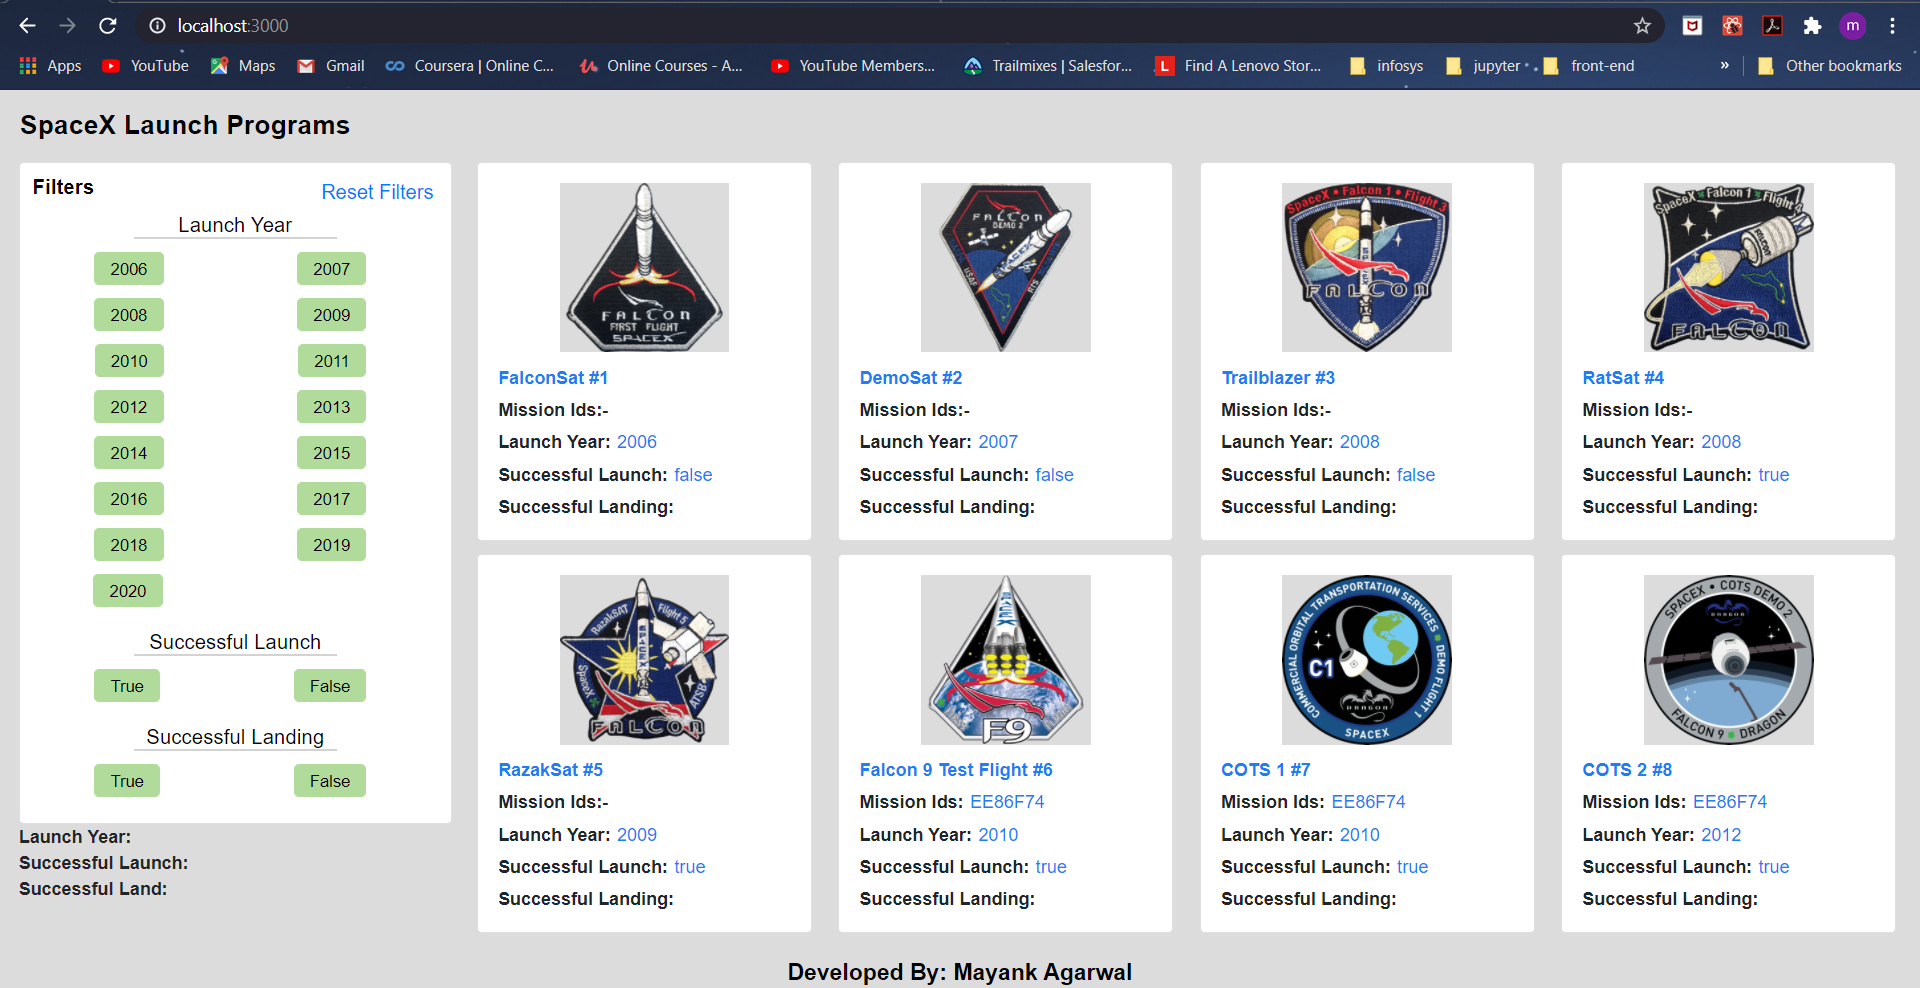 localhost:3000
m
Apps YouTube Maps Gmail Coursera | Online C... Online Courses - A... YouTube Members... Trailmixes | Salesfor... L Find A Lenovo Stor... infosys jupyter front-end » Other bookmarks
SpaceX Launch Programs
Filters
Reset Filters
Launch Year
2006 2007
2008 2009
2010 2011
2012 2013
2014 2015
2016 2017
2018 2019
2020
Successful Launch
True False
Successful Landing
True False
Launch Year:
Successful Launch:
Successful Land:
FALCON
FIRST FLIGHT
SPACEX
FalconSat #1
Mission Ids:-
Launch Year: 2006
Successful Launch: false
Successful Landing:
FALCON
DEMO 2
SPACEX
USAF
DemoSat #2
Mission Ids:-
Launch Year: 2007
Successful Launch: false
Successful Landing:
SpaceX • Falcon 1 • Flight 3
SPACEX
FALCON
Trailblazer #3
Mission Ids:-
Launch Year: 2008
Successful Launch: false
Successful Landing:
SpaceX Falcon 1 Flight 4
FALCON
FALCON
RatSat #4
Mission Ids:-
Launch Year: 2008
Successful Launch: true
Successful Landing:
RazakSAT Flight 5
SPACEX
SpaceX
ATSB
FALCON
RazakSat #5
Mission Ids:-
Launch Year: 2009
Successful Launch: true
Successful Landing:
SPACEX
F9
Falcon 9 Test Flight #6
Mission Ids: EE86F74
Launch Year: 2010
Successful Launch: true
Successful Landing:
COMMERCIAL ORBITAL TRANSPORTATION SERVICES
DEMO FLIGHT 1
C1
DRAGON
SPACEX
COTS 1 #7
Mission Ids: EE86F74
Launch Year: 2010
Successful Launch: true
Successful Landing:
SPACEX • COTS DEMO 2
DRAGON
FALCON 9 DRAGON
COTS 2 #8
Mission Ids: EE86F74
Launch Year: 2012
Successful Launch: true
Successful Landing:
Developed By: Mayank Agarwal